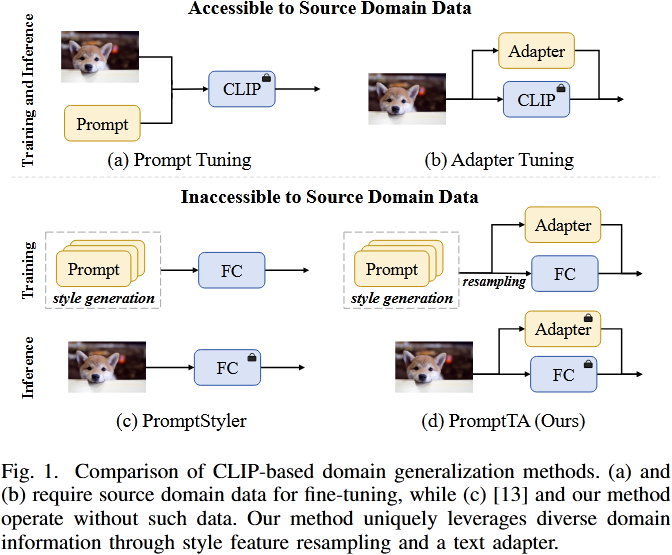 Accessible to Source Domain Data
Training and Inference
Prompt
CLIP
(a) Prompt Tuning
Adapter
CLIP
(b) Adapter Tuning
Inaccessible to Source Domain Data
Training
Prompt
style generation
FC
Prompt
style generation
resampling
Adapter
FC
Inference
FC
(c) PromptStyler
Adapter
FC
(d) PromptTA (Ours)
Fig. 1. Comparison of CLIP-based domain generalization methods. (a) and
(b) require source domain data for fine-tuning, while (c) [13] and our method
operate without such data. Our method uniquely leverages diverse domain
information through style feature resampling and a text adapter.